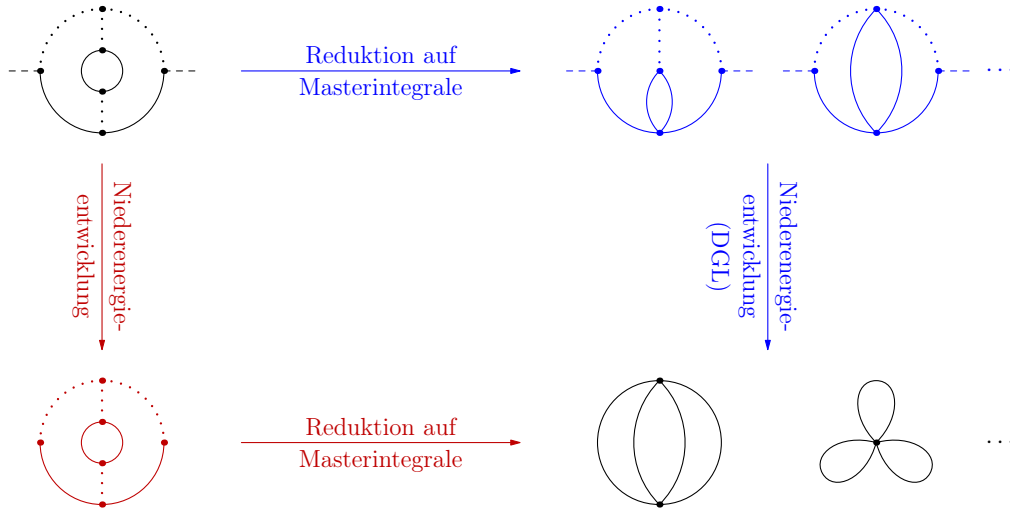 Reduktion auf
Masterintegrale
Niederenergie-
entwicklung
Niederenergie-
entwicklung
(DGL)
Reduktion auf
Masterintegrale